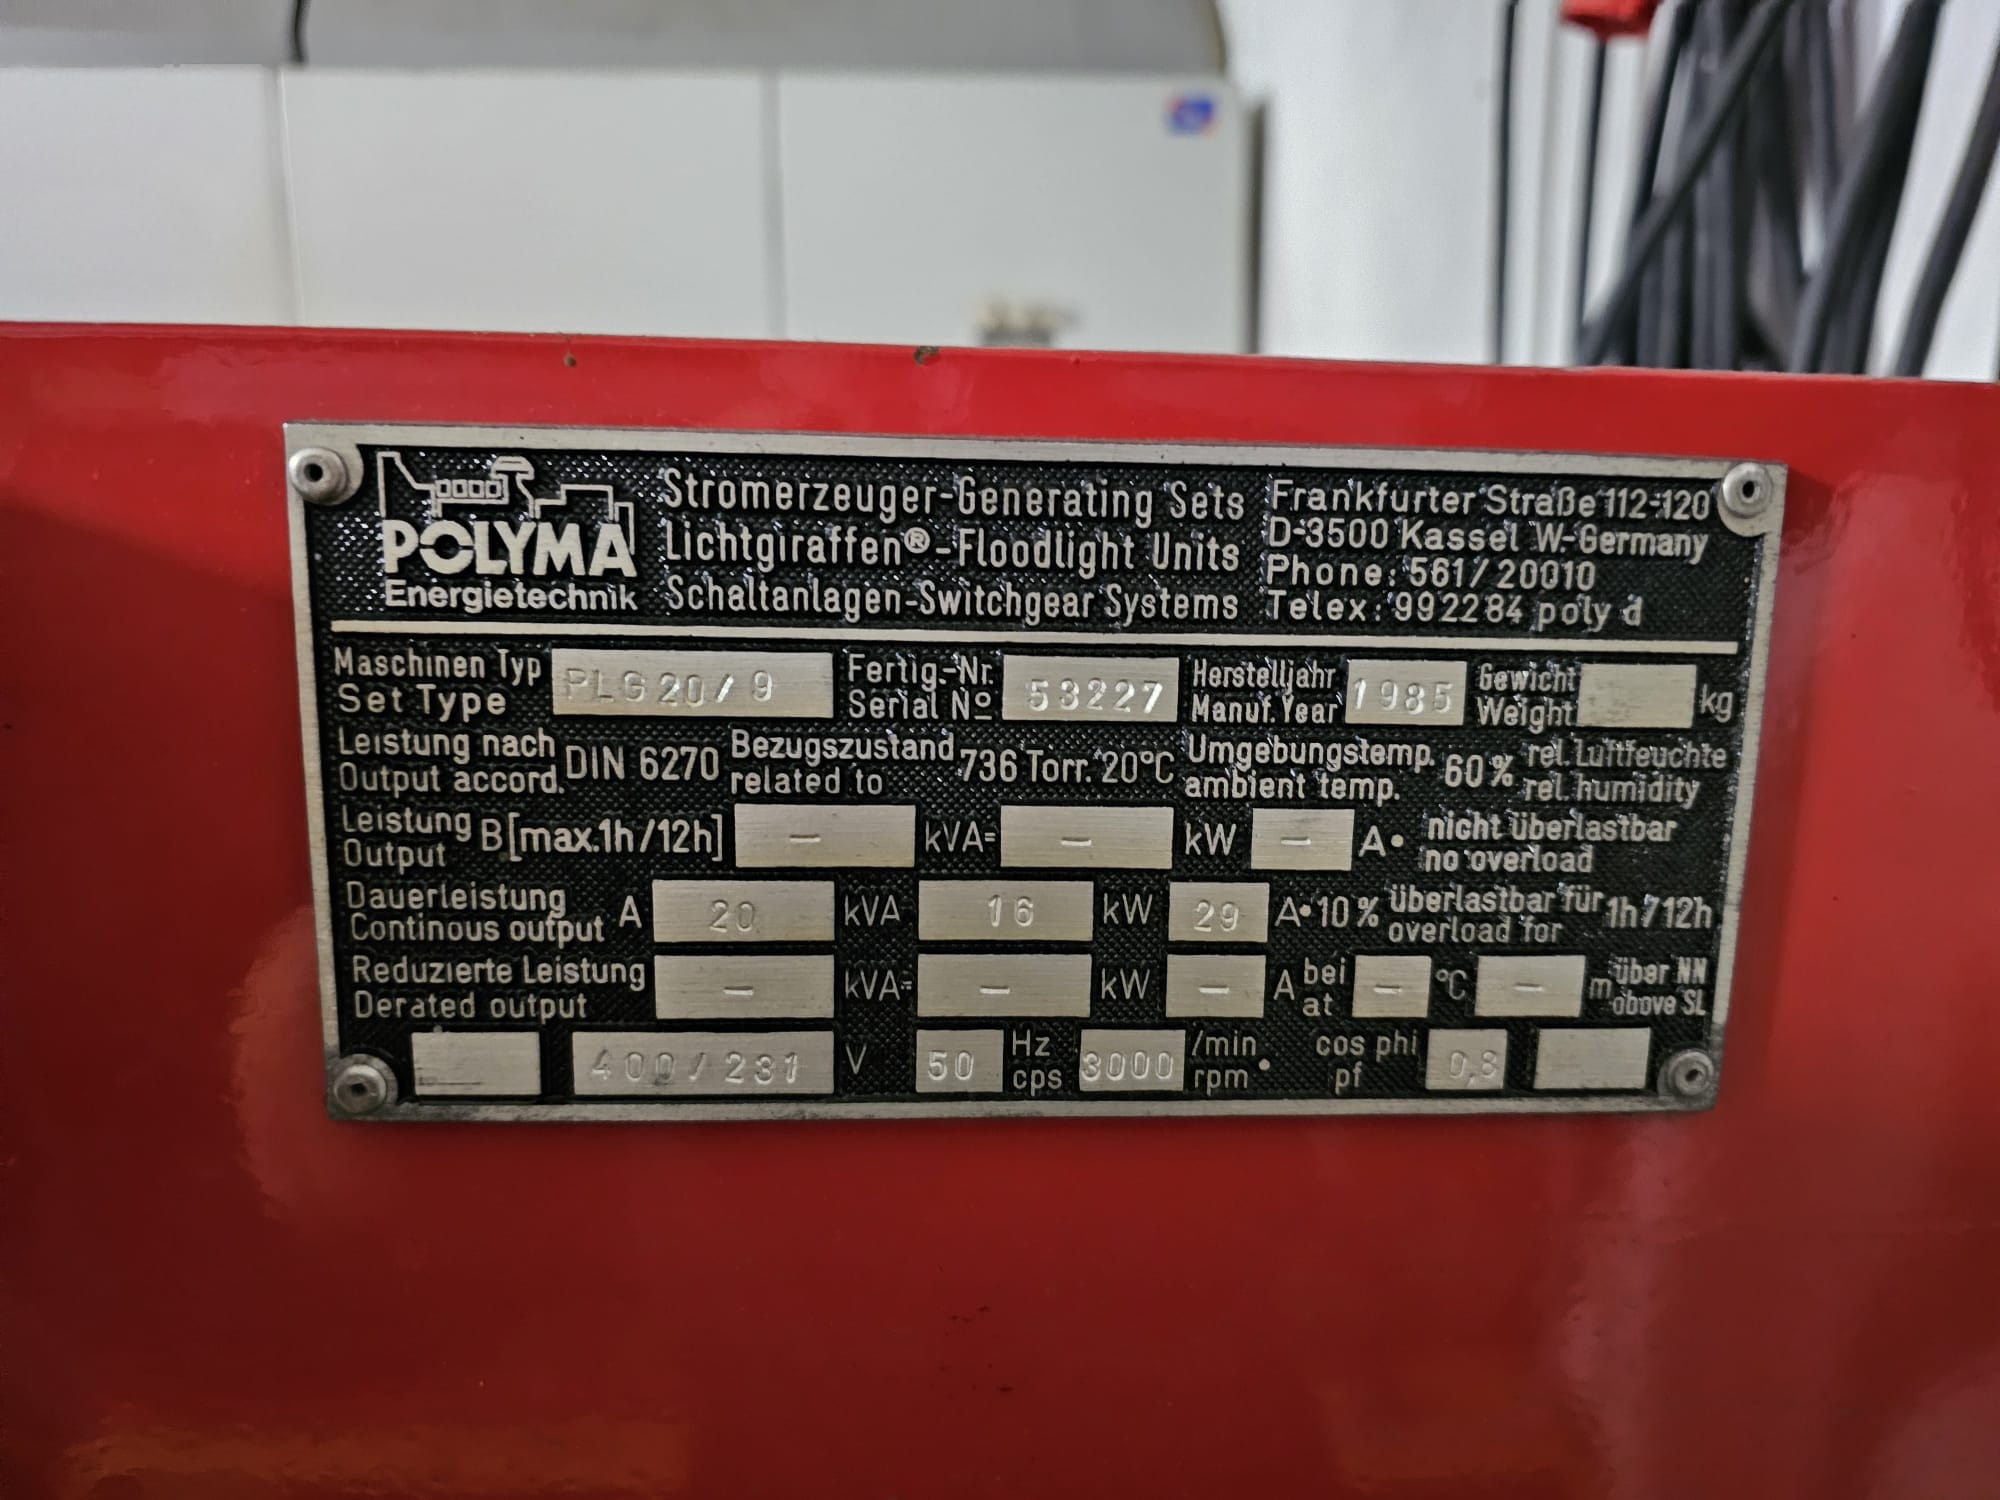 POLYMA
Energietechnik
Stromerzeuger-Generating Sets
Lichtgiraffen®-Floodlight Units
Schaltanlagen-Switchgear Systems
Frankfurter Straße 112-120
D-3500 Kassel W.-Germany
Phone: 561/20010
Telex: 992284 poly d
Maschinen Typ
Set Type
PLG 20/9
Fertig.-Nr.
Serial Nº
53227
Herstelljahr
Manuf. Year
1985
Gewicht
Weight
kg
Leistung nach
Output accord.
DIN 6270
Bezugszustand
related to
736 Torr. 20°C
Umgebungstemp.
ambient temp.
60%
rel. Luftfeuchte
rel. humidity
Leistung
Output
B[max.1h/12h]
– kVA= – kW – A•
nicht überlastbar
no overload
Dauerleistung
Continous output
A 20 kVA 16 kW 29 A•10%
überlastbar für
overload for
1h/12h
Reduzierte Leistung
Derated output
– kVA= – kW – A
bei
at
– °C – m
über NN
above SL
400/231 V 50
Hz
cps
3000
/min
rpm •
cos phi
pf
0,8